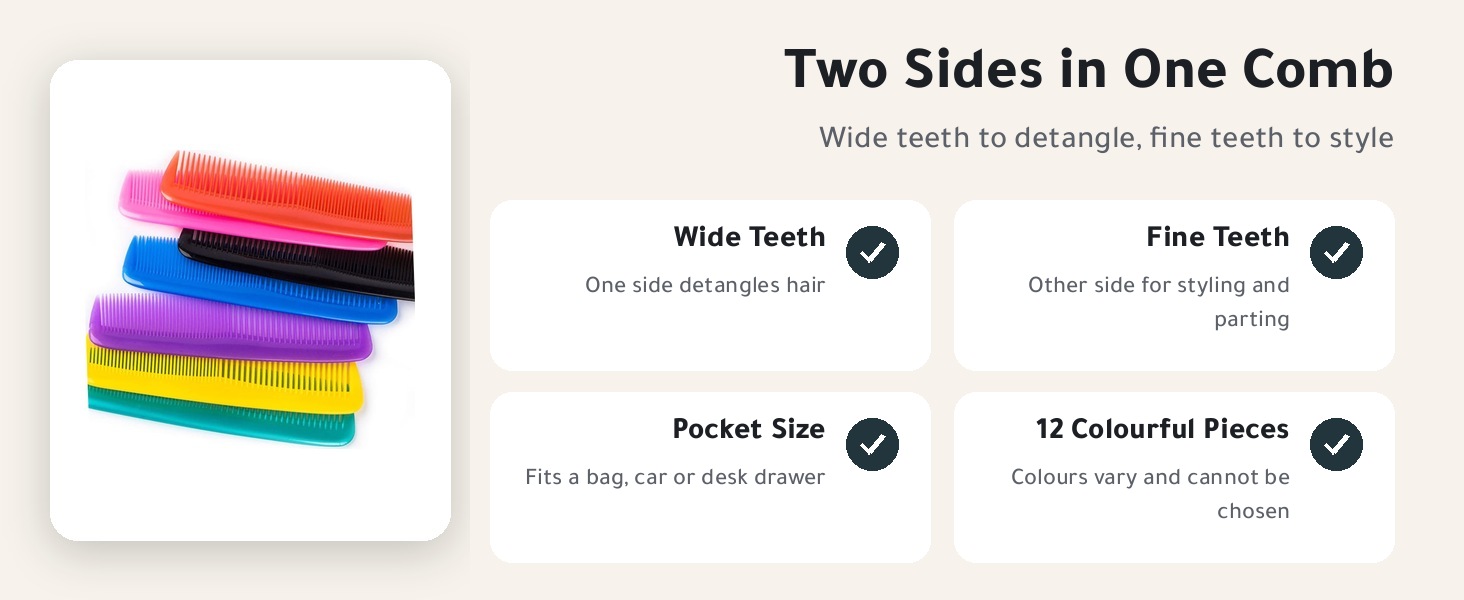 Two Sides in One Comb
Wide teeth to detangle, fine teeth to style
Wide Teeth
One side detangles hair
Fine Teeth
Other side for styling and
parting
Pocket Size
Fits a bag, car or desk drawer
12 Colourful Pieces
Colours vary and cannot be
chosen